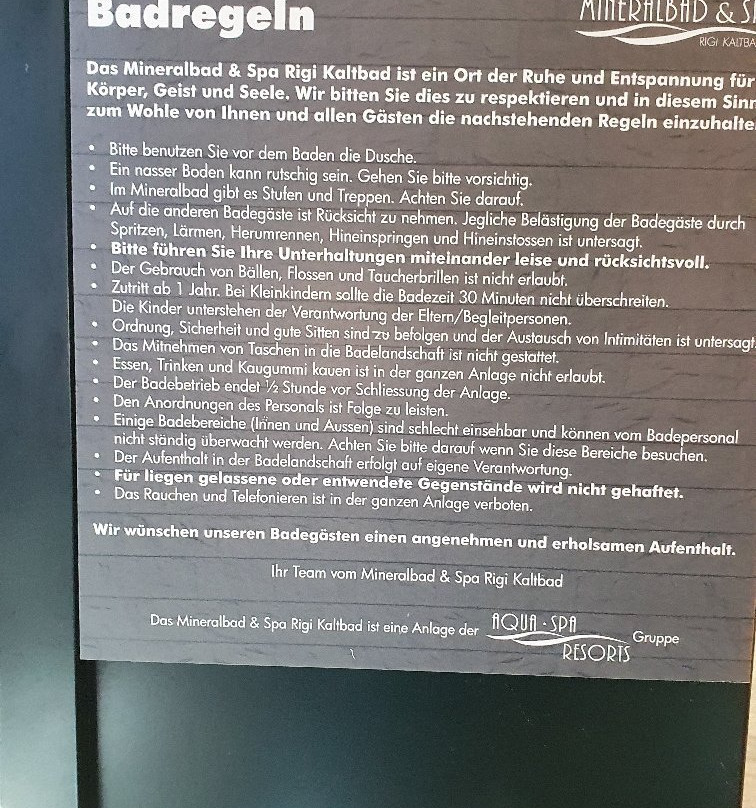 Badregeln
MINERALBAD & SP
RIGI KALTBA
Das Mineralbad & Spa Rigi Kaltbad ist ein Ort der Ruhe und Entspannung für
Körper, Geist und Seele. Wir bitten Sie dies zu respektieren und in diesem Sinn
zum Wohle von Ihnen und allen Gästen die nachstehenden Regeln einzuhalte
• Bitte benutzen Sie vor dem Baden die Dusche.
• Ein nasser Boden kann rutschig sein. Gehen Sie bitte vorsichtig.
• Im Mineralbad gibt es Stufen und Treppen. Achten Sie darauf.
• Auf die anderen Badegäste ist Rücksicht zu nehmen. Jegliche Belästigung der Badegäste durch
Spritzen, Lärmen, Herumrennen, Hineinspringen und Hineinstossen ist untersagt.
• Bitte führen Sie Ihre Unterhaltungen miteinander leise und rücksichtsvoll.
• Der Gebrauch von Bällen, Flossen und Taucherbrillen ist nicht erlaubt.
• Zutritt ab 1 Jahr. Bei Kleinkindern sollte die Badezeit 30 Minuten nicht überschreiten.
Die Kinder unterstehen der Verantwortung der Eltern/Begleitpersonen.
• Ordnung, Sicherheit und gute Sitten sind zu befolgen und der Austausch von Intimitäten ist untersagt.
• Das Mitnehmen von Taschen in die Badelandschaft ist nicht gestattet.
• Essen, Trinken und Kaugummi kauen ist in der ganzen Anlage nicht erlaubt.
• Der Badebetrieb endet ½ Stunde vor Schliessung der Anlage.
• Den Anordnungen des Personals ist Folge zu leisten.
• Einige Badebereiche (Innen und Aussen) sind schlecht einsehbar und können vom Badepersonal
nicht ständig überwacht werden. Achten Sie bitte darauf wenn Sie diese Bereiche besuchen.
• Der Aufenthalt in der Badelandschaft erfolgt auf eigene Verantwortung.
• Für liegen gelassene oder entwendete Gegenstände wird nicht gehaftet.
• Das Rauchen und Telefonieren ist in der ganzen Anlage verboten.
Wir wünschen unseren Badegästen einen angenehmen und erholsamen Aufenthalt.
Ihr Team vom Mineralbad & Spa Rigi Kaltbad
Das Mineralbad & Spa Rigi Kaltbad ist eine Anlage der AQUA-SPA RESORTS Gruppe